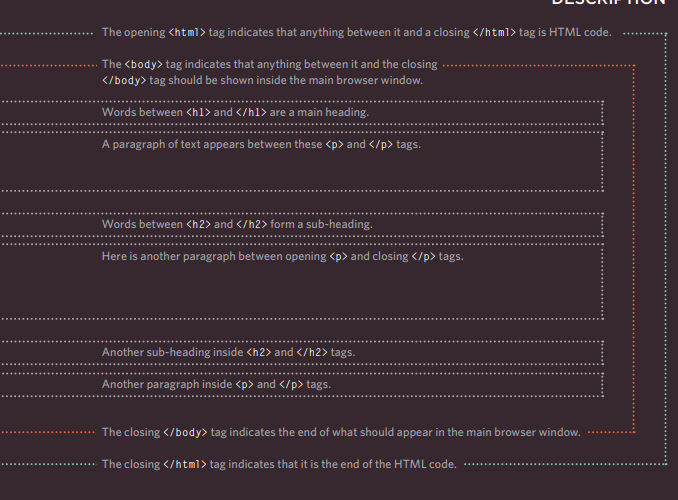 DESCRIPTION
The opening <html> tag indicates that anything between it and a closing </html> tag is HTML code.
The <body> tag indicates that anything between it and the closing
</body> tag should be shown inside the main browser window.
Words between <h1> and </h1> are a main heading.
A paragraph of text appears between these <p> and </p> tags.
Words between <h2> and </h2> form a sub-heading.
Here is another paragraph between opening <p> and closing </p> tags.
Another sub-heading inside <h2> and </h2> tags.
Another paragraph inside <p> and </p> tags.
The closing </body> tag indicates the end of what should appear in the main browser window.
The closing </html> tag indicates that it is the end of the HTML code.